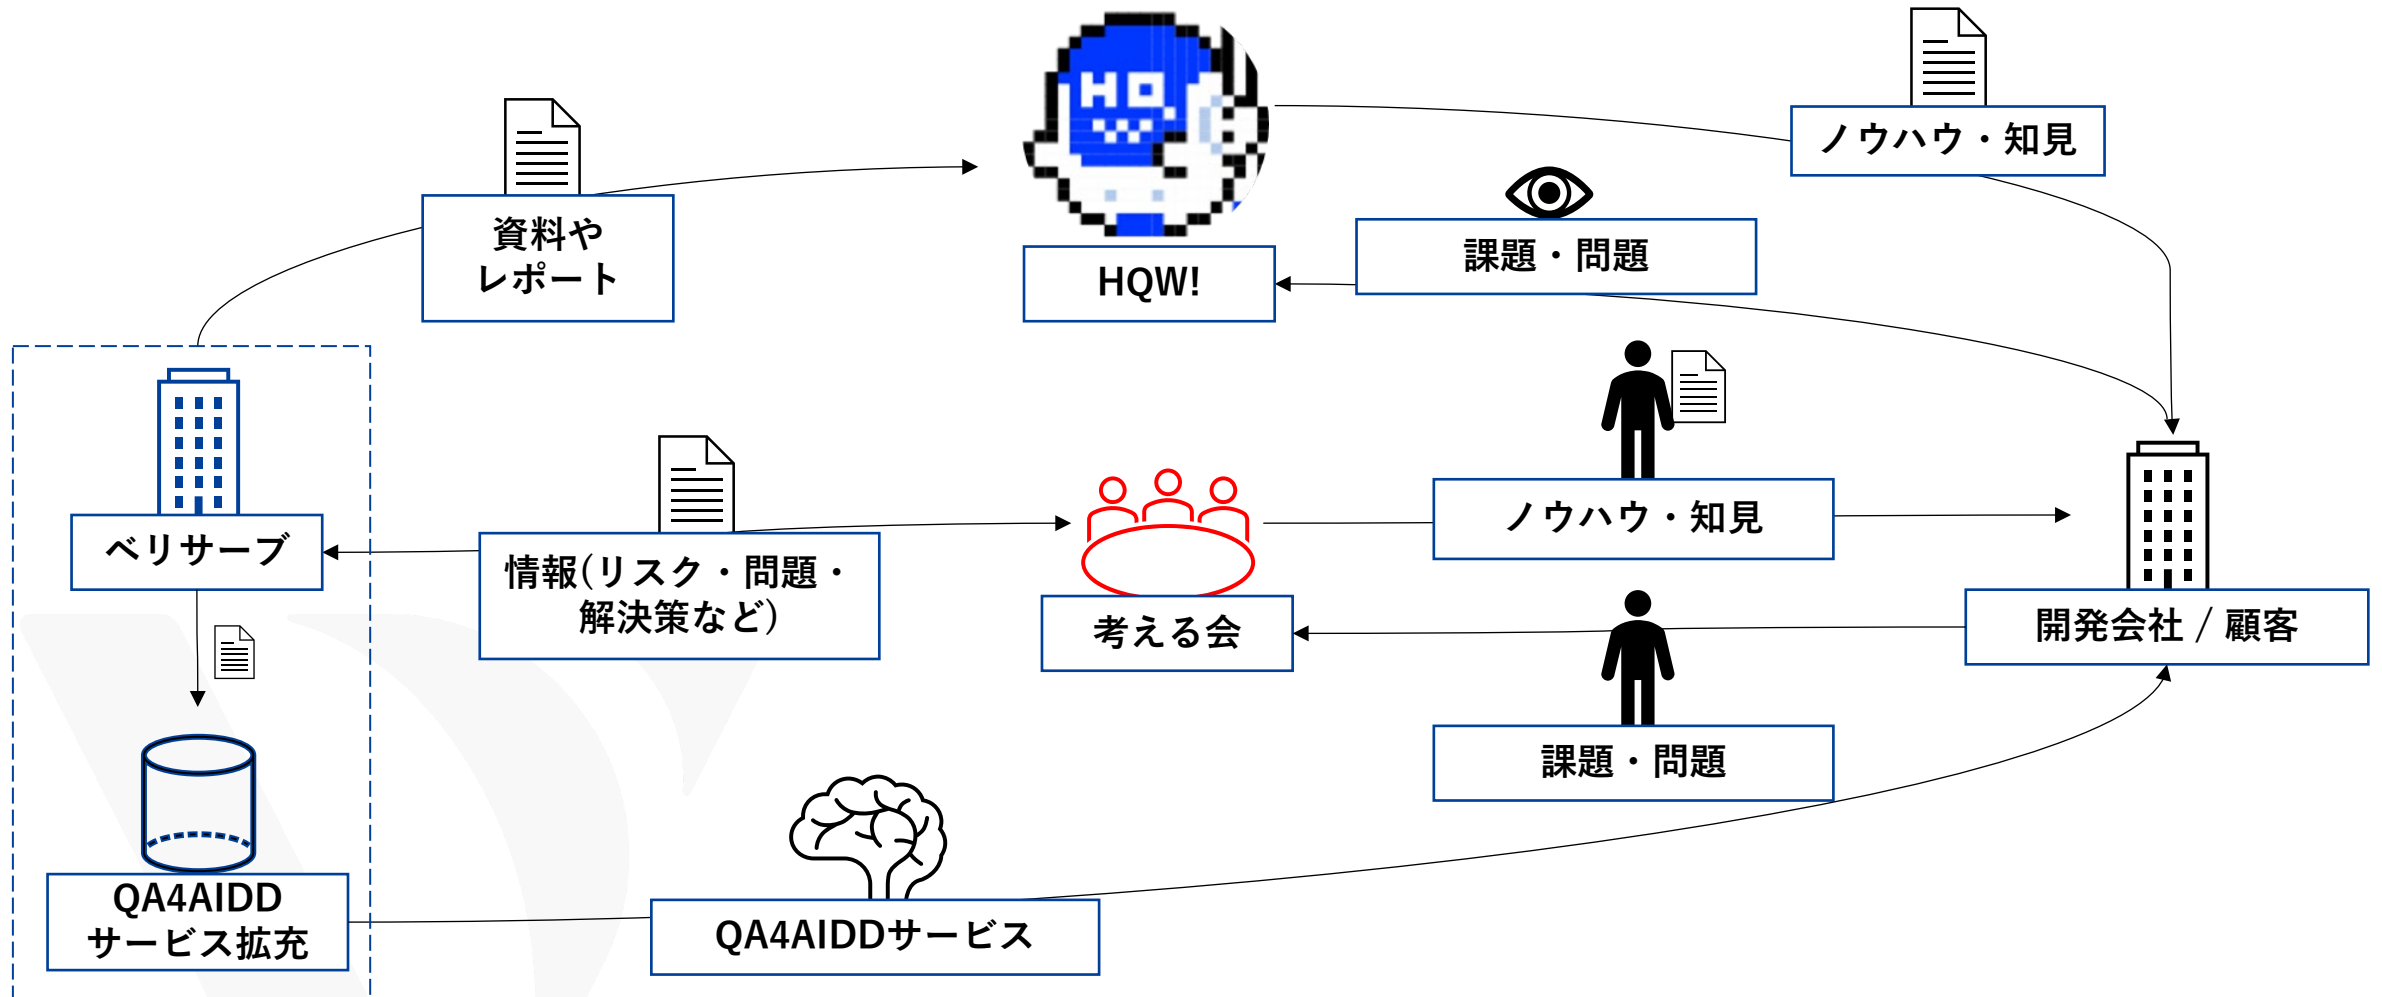 HQ
ノウハウ・知見
資料や
レポート
課題・問題
HQW!
ノウハウ・知見
ベリサーブ
情報(リスク・問題・
解決策など)
考える会
開発会社 / 顧客
課題・問題
QA4AIDD
サービス拡充
QA4AIDDサービス